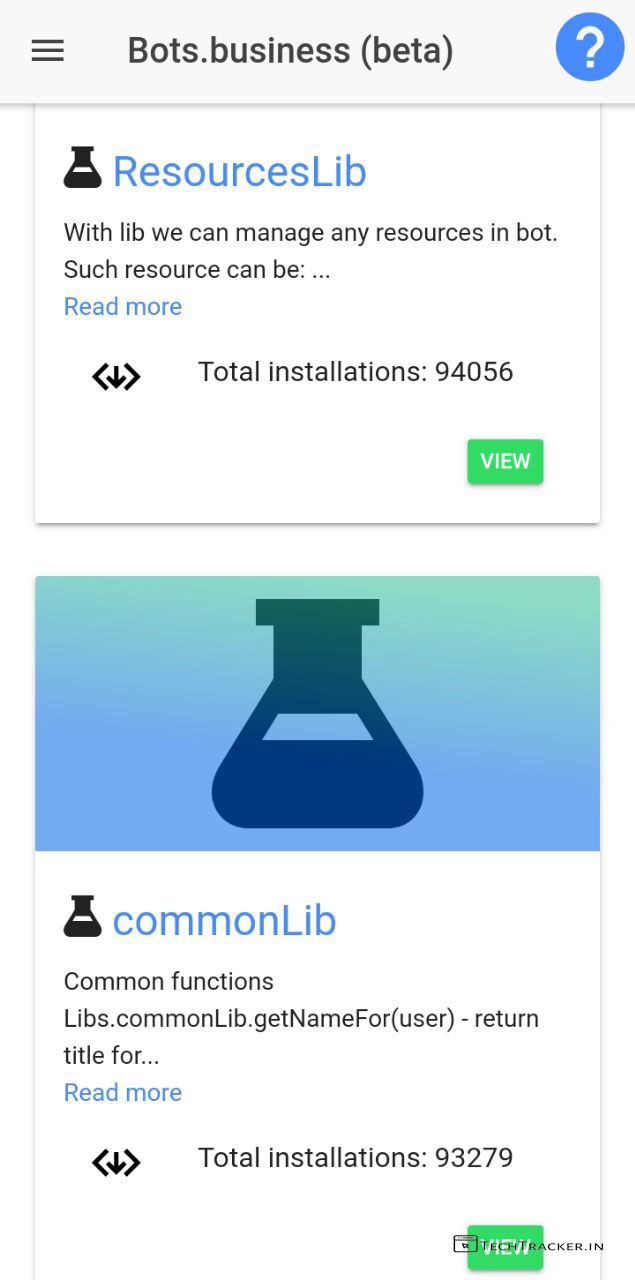 Bots.business (beta)
?
ResourcesLib
With lib we can manage any resources in bot.
Such resource can be: ...
Read more
Total installations: 94056
VIEW
commonLib
Common functions
Libs.commonLib.getNameFor(user) - return
title for...
Read more
Total installations: 93279
VIEW
TECHTRACKER.IN